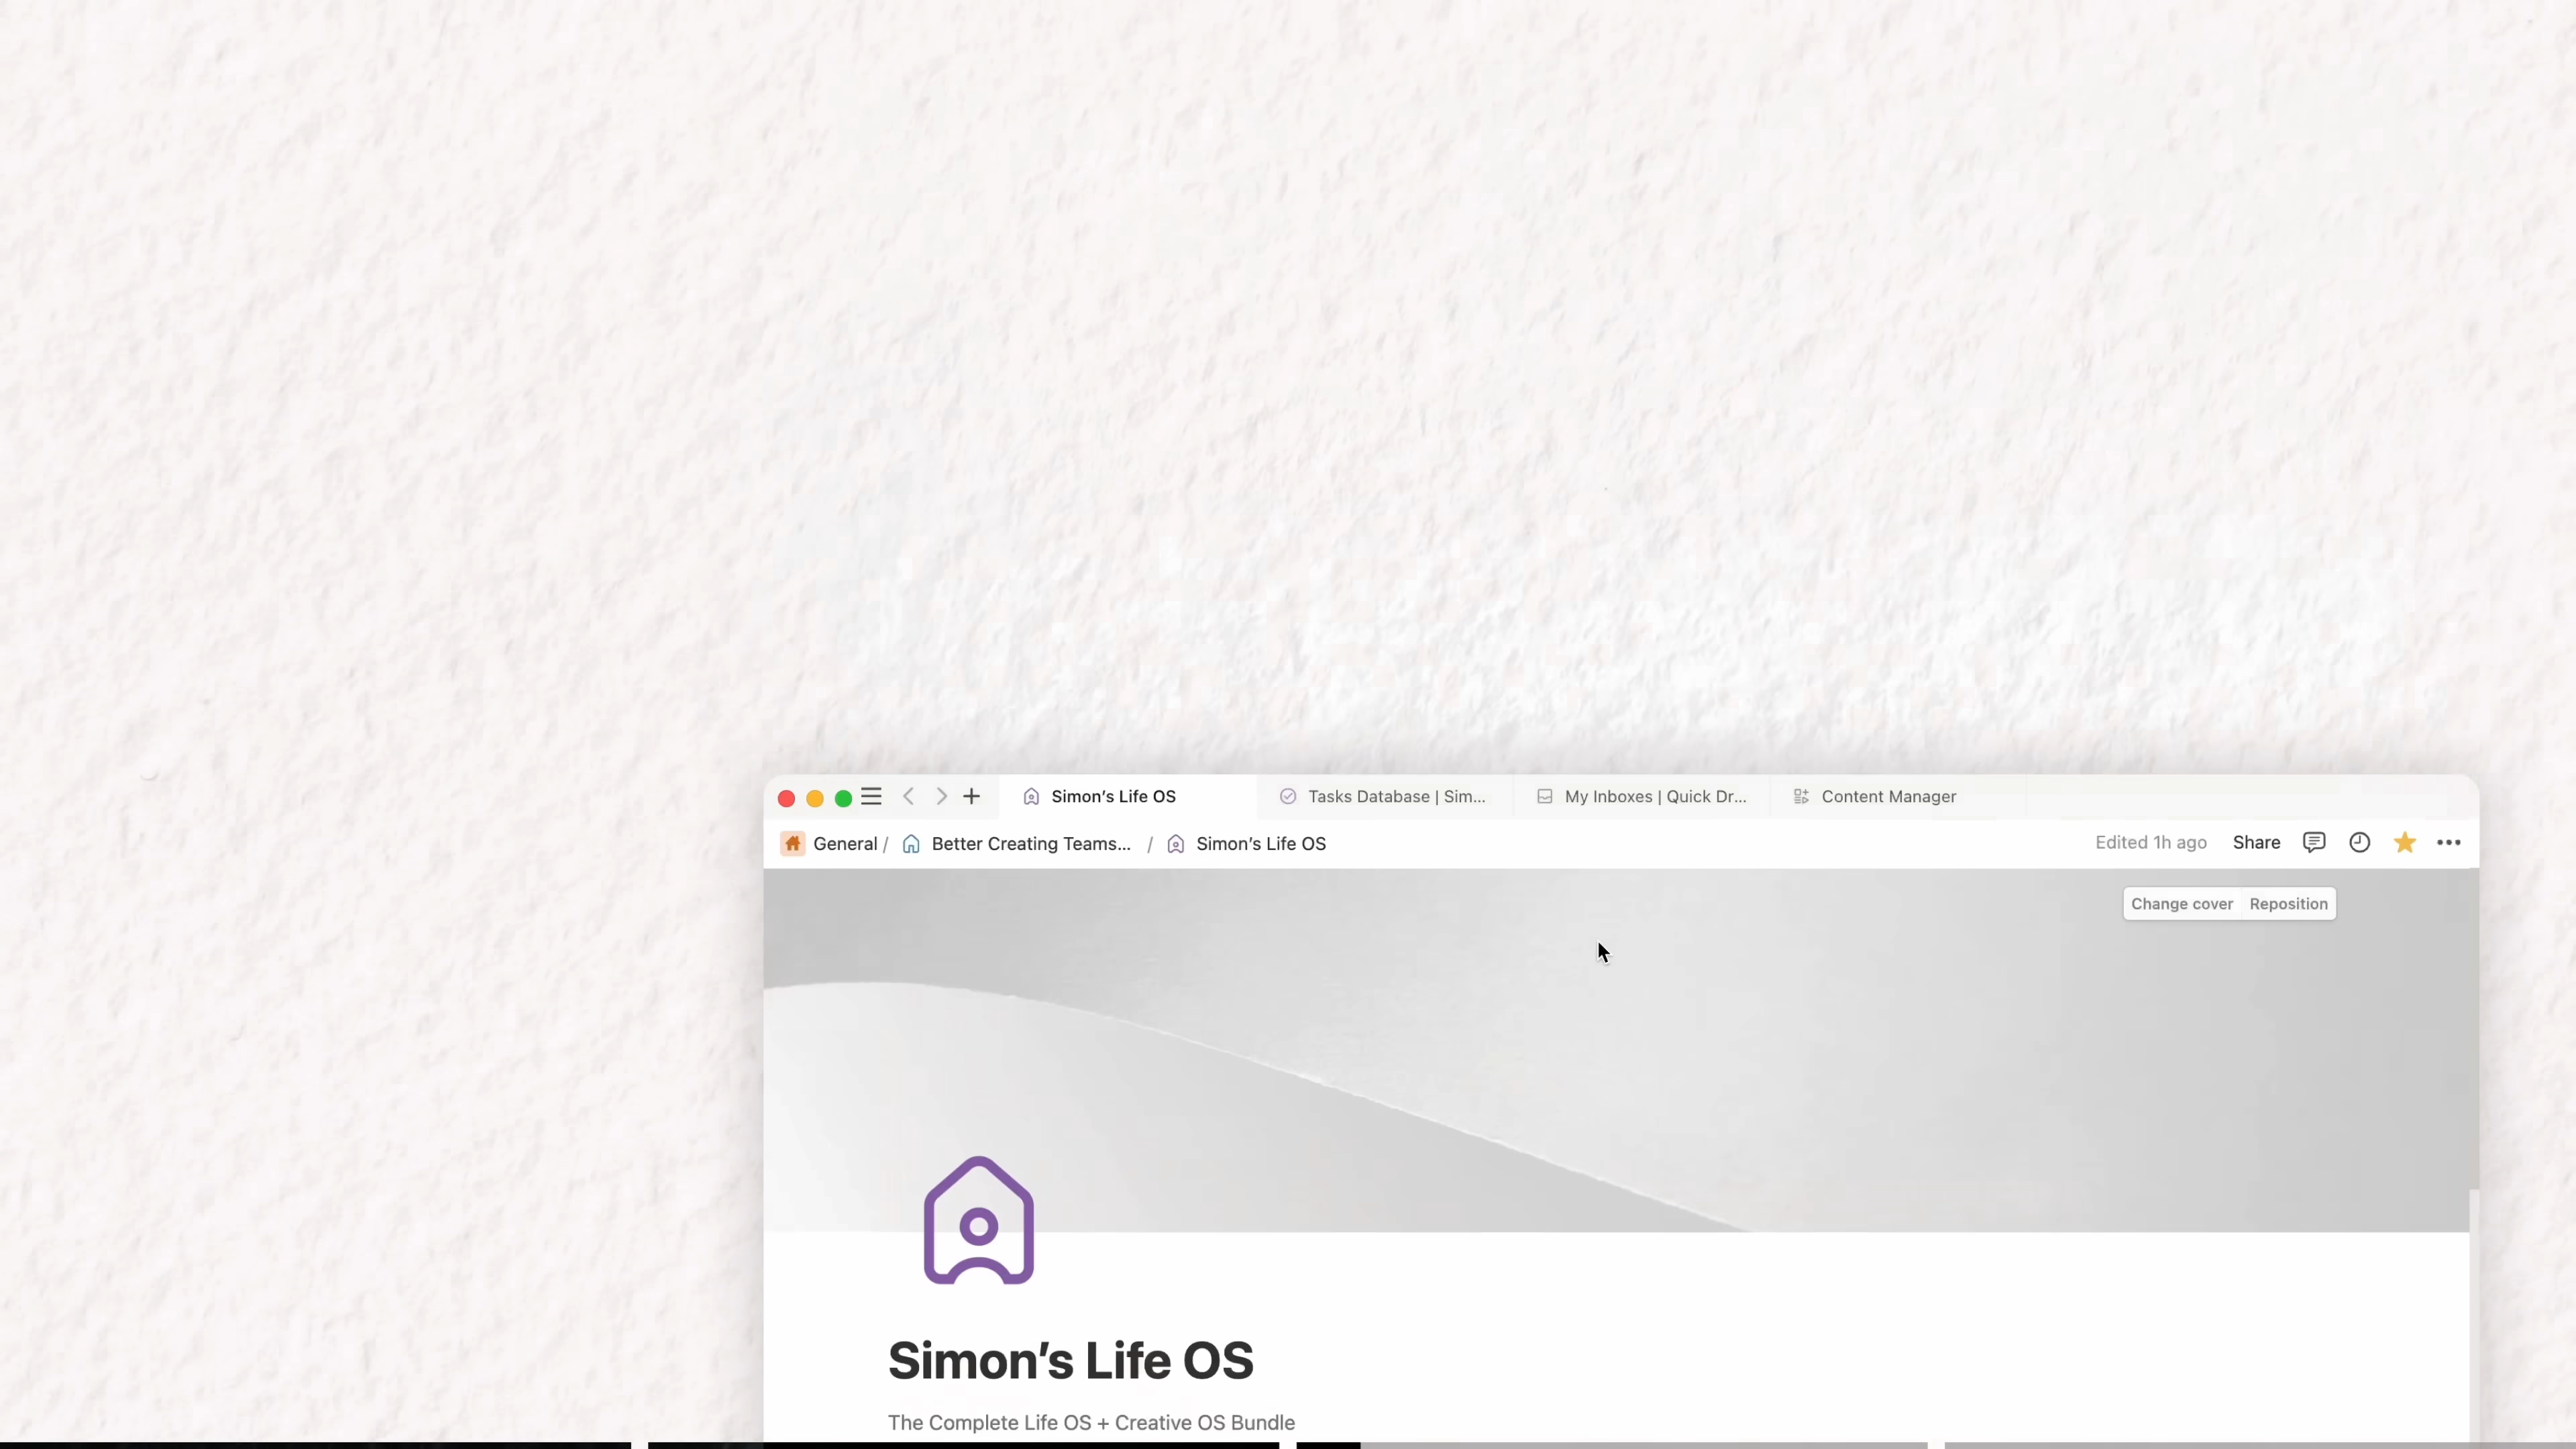 Simon's Life OS
Tasks Database | Sim...
My Inboxes | Quick Dr...
Content Manager
General / Better Creating Teams... / Simon's Life OS
Edited 1h ago
Share
Change cover
Reposition
Simon's Life OS
The Complete Life OS + Creative OS Bundle